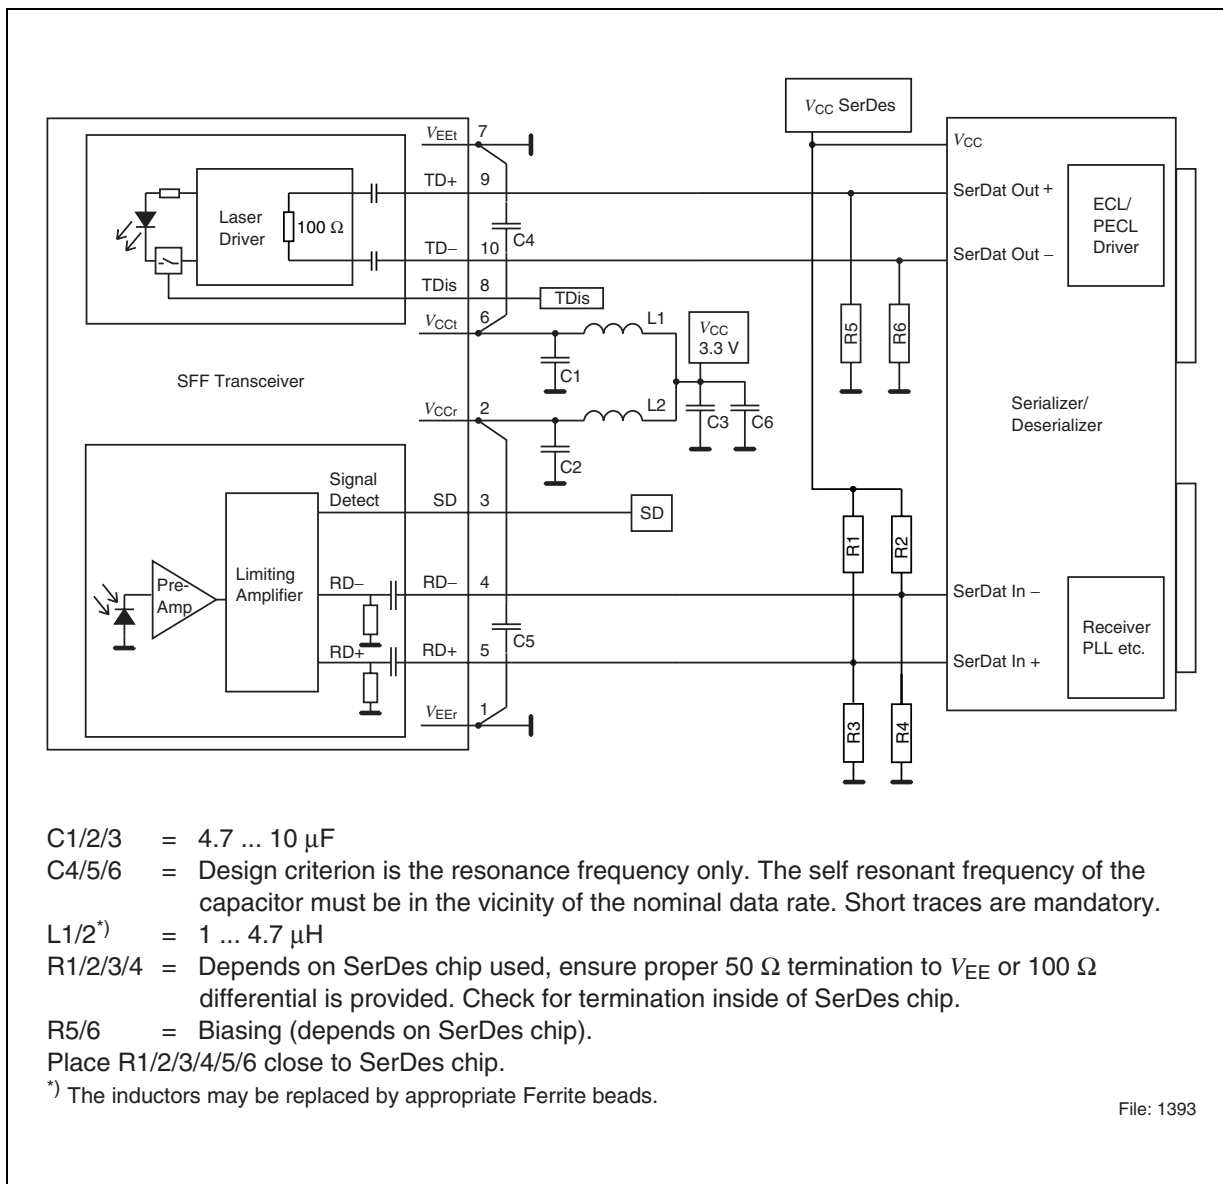 V_CC SerDes
V_EEt 7
V_CC
TD+ 9
SerDat Out +
ECL/
PECL
Driver
Laser
Driver
100 Ω
C4
TD− 10
SerDat Out −
TDis 8
TDis
V_CCt 6
L1
V_CC
3.3 V
R5
R6
C1
SFF Transceiver
V_CCr 2
L2
C3
C6
Serializer/
Deserializer
C2
Signal
Detect
SD 3
SD
R1
R2
Pre-
Amp
Limiting
Amplifier
RD−
RD− 4
SerDat In −
C5
Receiver
PLL etc.
RD+
RD+ 5
SerDat In +
V_EEr 1
R3
R4
C1/2/3 = 4.7 ... 10 µF
C4/5/6 = Design criterion is the resonance frequency only. The self resonant frequency of the
capacitor must be in the vicinity of the nominal data rate. Short traces are mandatory.
L1/2*) = 1 ... 4.7 µH
R1/2/3/4 = Depends on SerDes chip used, ensure proper 50 Ω termination to V_EE or 100 Ω
differential is provided. Check for termination inside of SerDes chip.
R5/6 = Biasing (depends on SerDes chip).
Place R1/2/3/4/5/6 close to SerDes chip.
*) The inductors may be replaced by appropriate Ferrite beads.
File: 1393